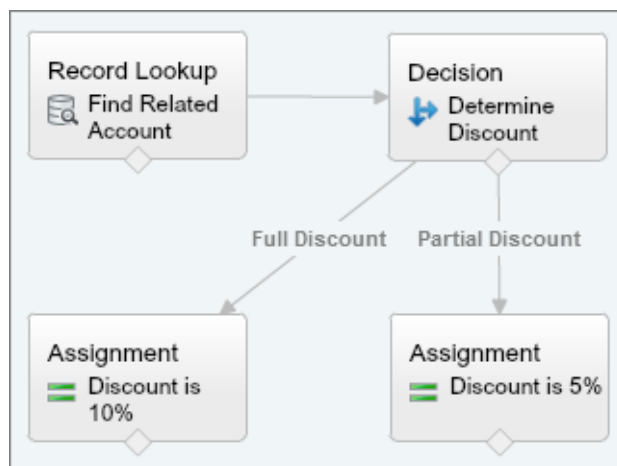 Record Lookup
Find Related
Account
Decision
Determine
Discount
Full Discount
Partial Discount
Assignment
Discount is
10%
Assignment
Discount is 5%